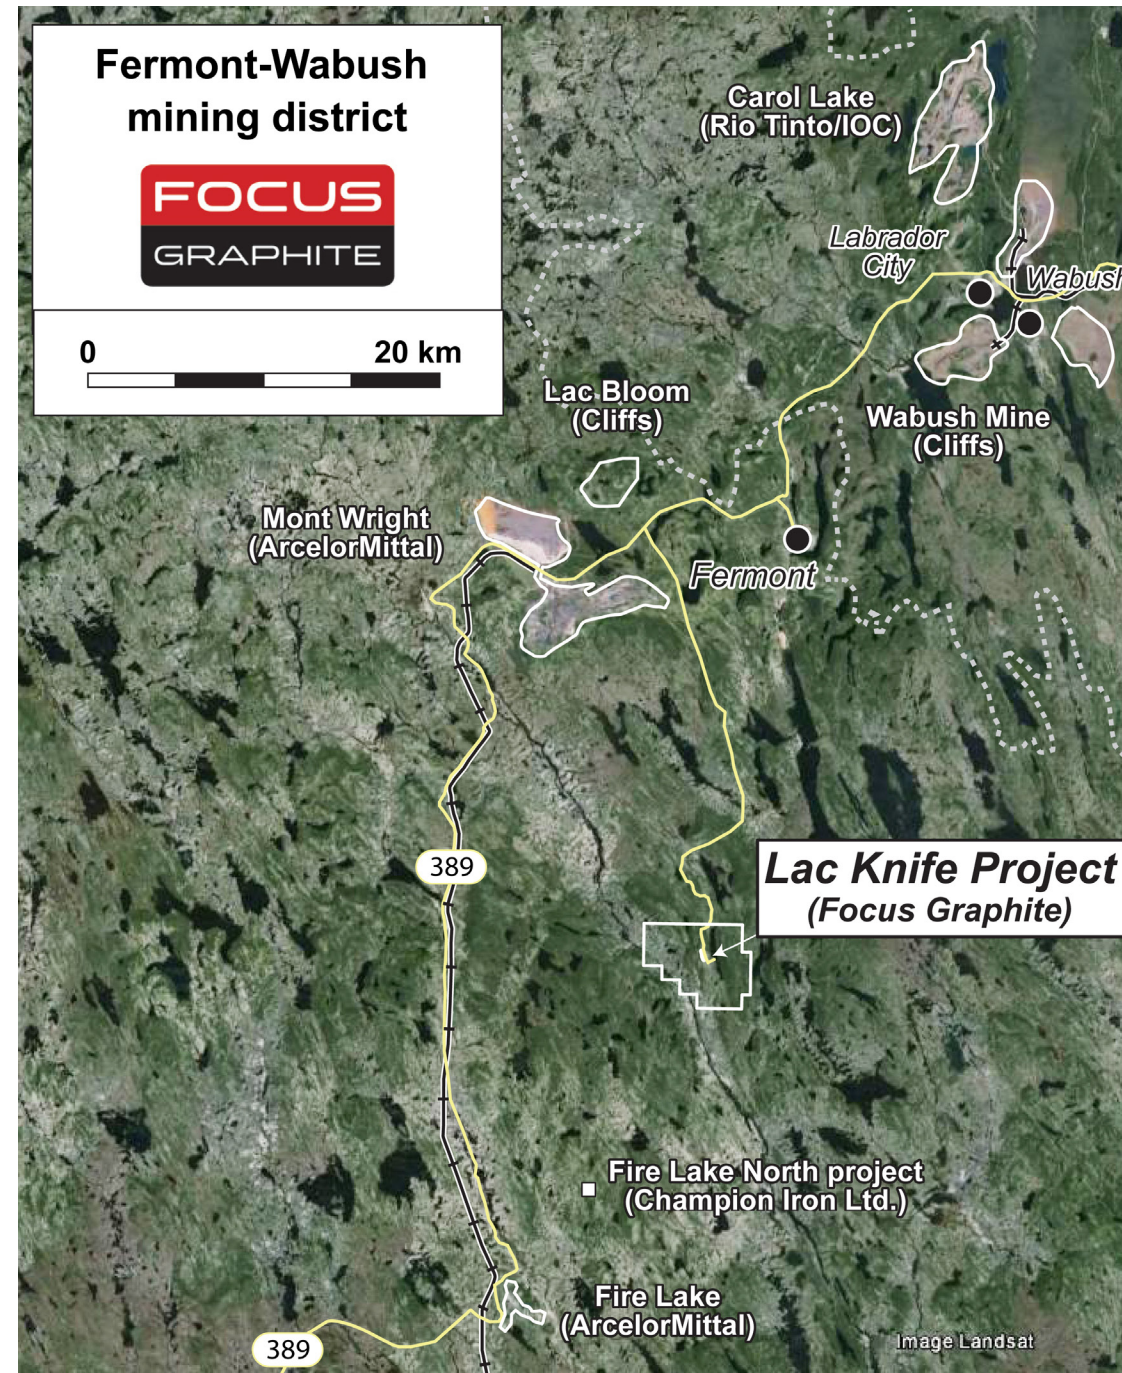 Fermont-Wabush
mining district
FOCUS
GRAPHITE
0 20 km
Carol Lake
(Rio Tinto/IOC)
Labrador
City
Wabush
Lac Bloom
(Cliffs)
Wabush Mine
(Cliffs)
Mont Wright
(ArcelorMittal)
Fermont
389
Lac Knife Project
(Focus Graphite)
Fire Lake North project
(Champion Iron Ltd.)
Fire Lake
(ArcelorMittal)
389
Image Landsat